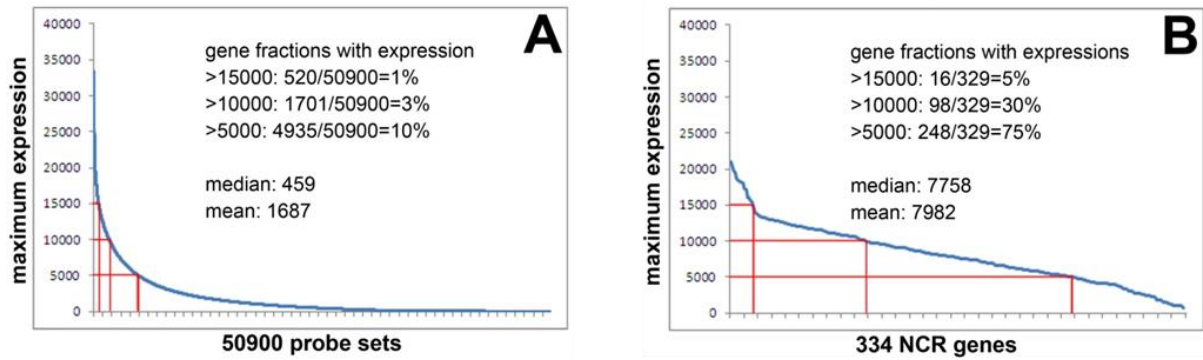 A
maximum expression
40000
35000
30000
25000
20000
15000
10000
5000
0
gene fractions with expression
>15000: 520/50900=1%
>10000: 1701/50900=3%
>5000: 4935/50900=10%
median: 459
mean: 1687
50900 probe sets
B
maximum expression
40000
35000
30000
25000
20000
15000
10000
5000
0
gene fractions with expressions
>15000: 16/329=5%
>10000: 98/329=30%
>5000: 248/329=75%
median: 7758
mean: 7982
334 NCR genes